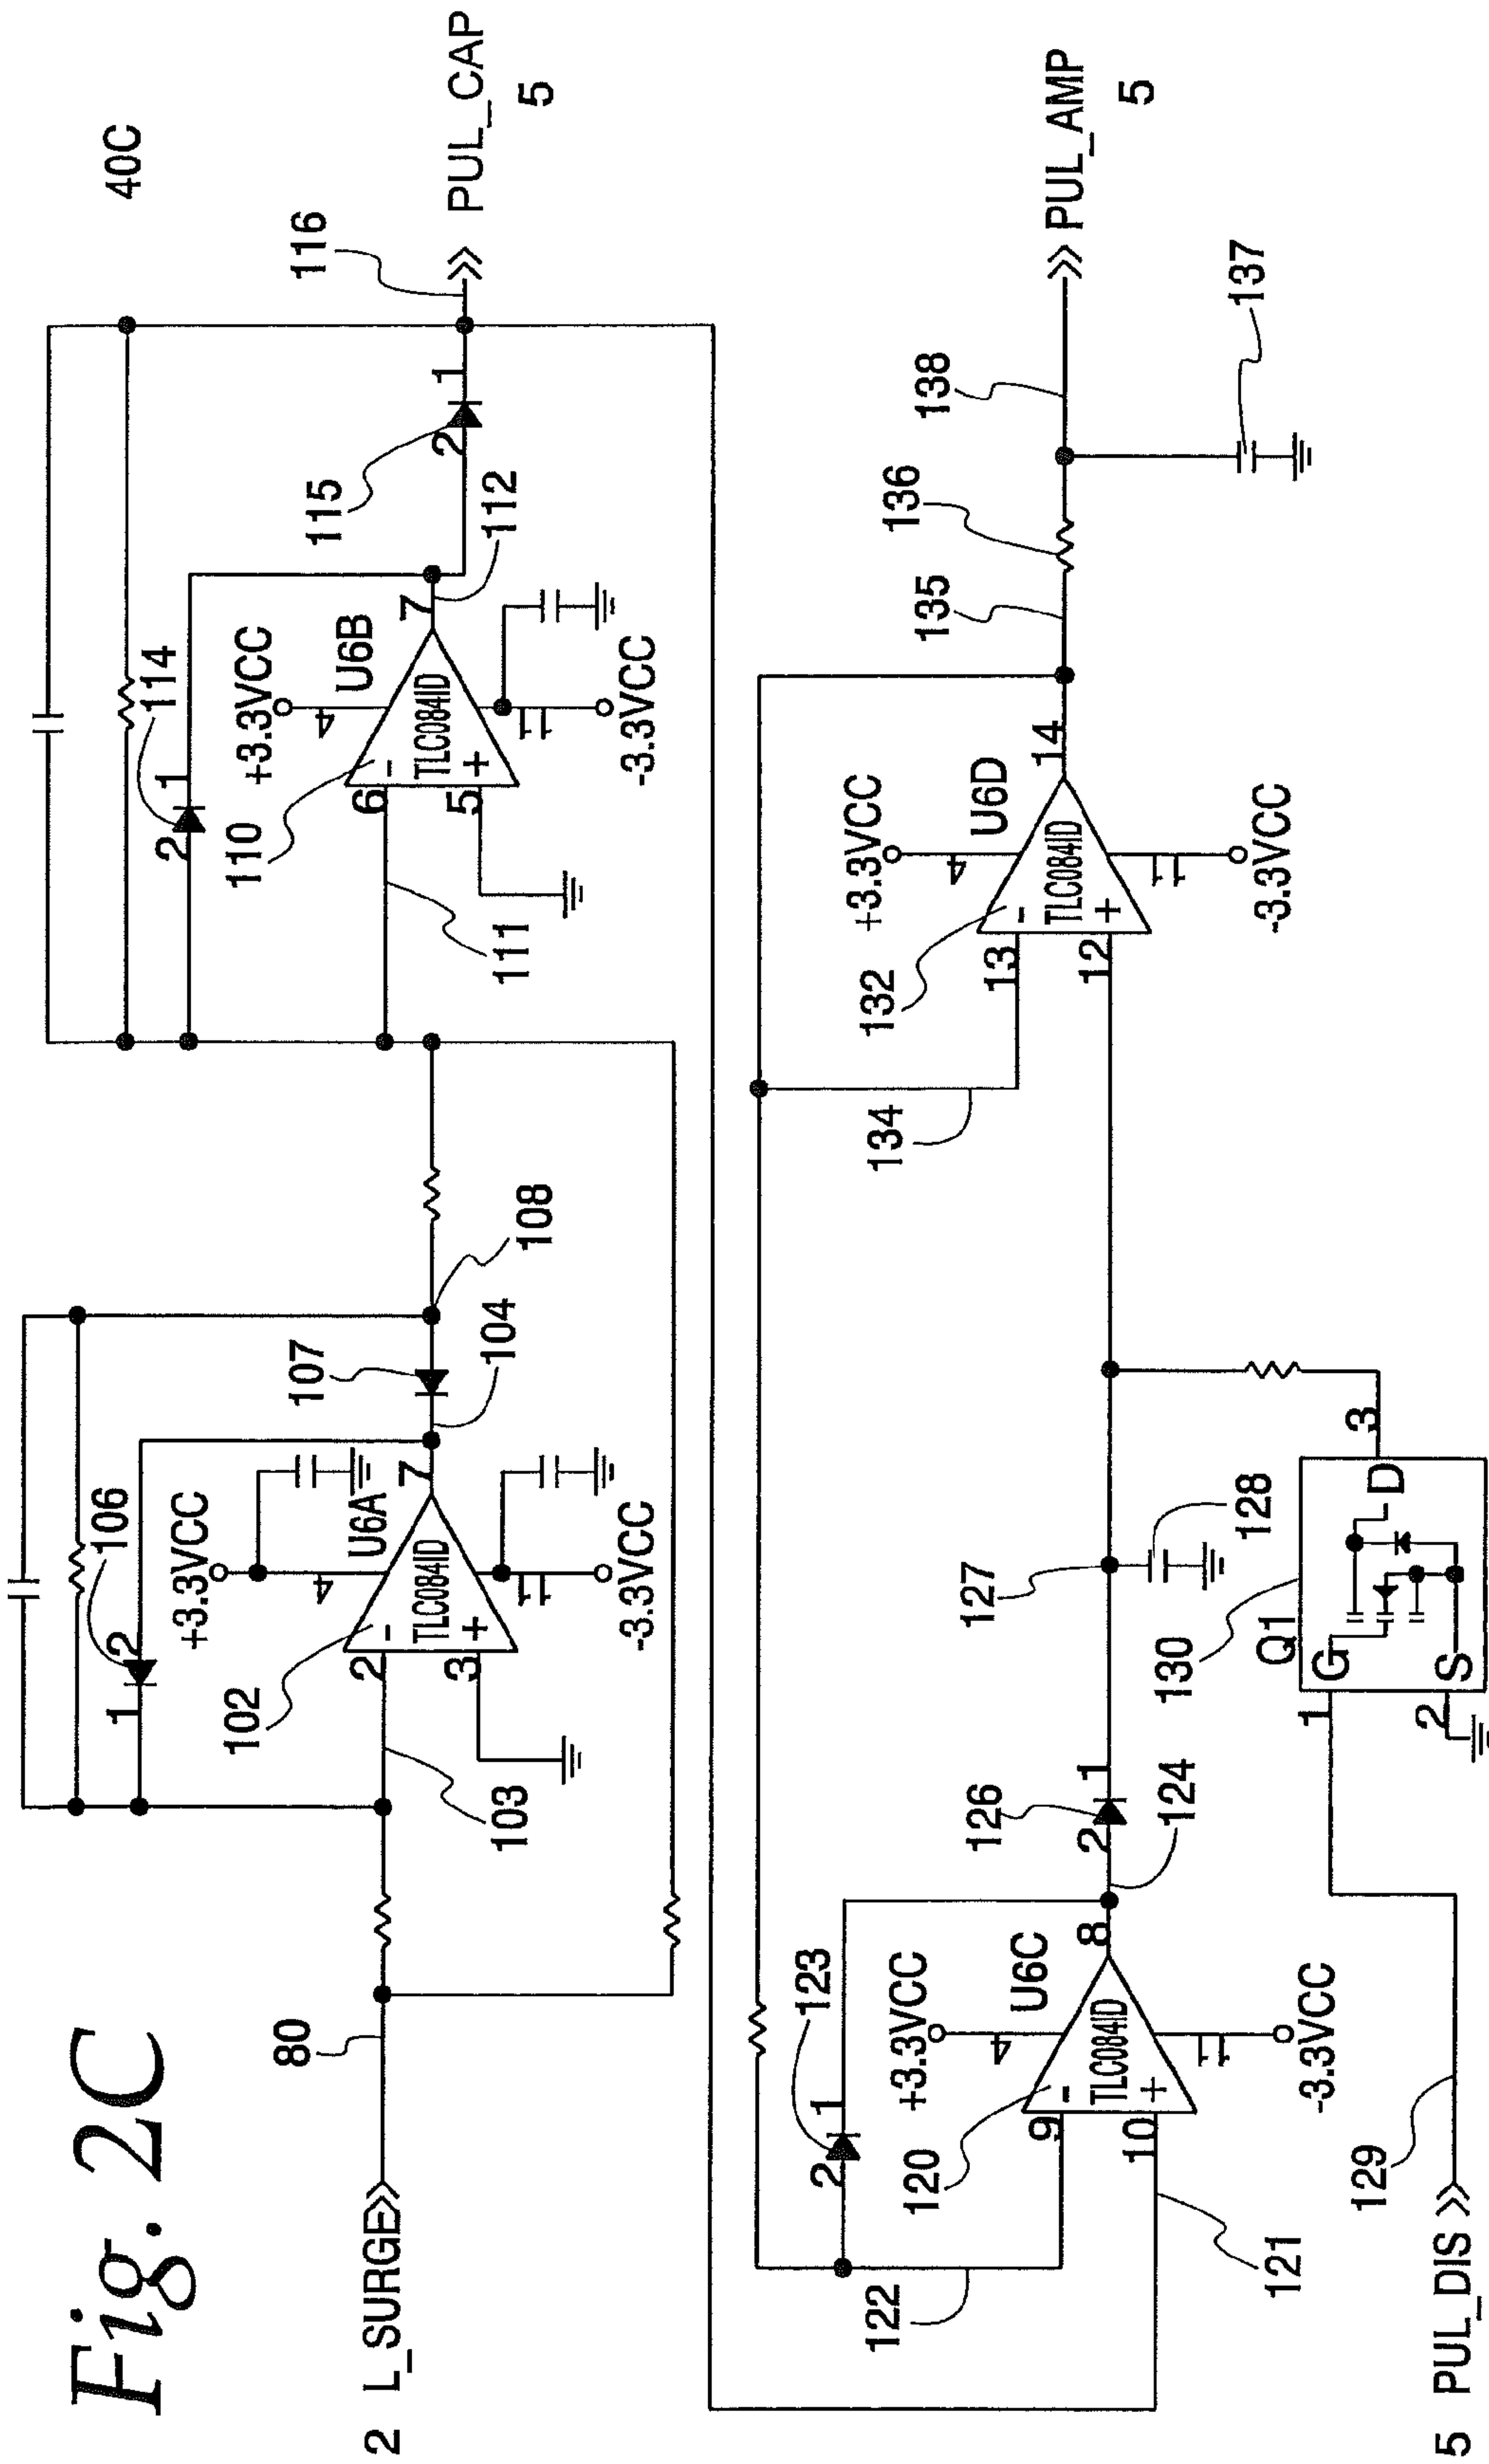 Fig. 2C
40C
2 L_SURGE
80
103
102
2
3
-
+
TLC084ID
U6A
+3.3VCC
4
11
-3.3VCC
7
1
2
106
107
104
108
111
110
6
5
-
+
TLC084ID
U6B
+3.3VCC
4
11
-3.3VCC
7
112
2
1
114
115
2
1
116
PUL_CAP
5
122
121
120
9
10
-
+
TLC084ID
U6C
+3.3VCC
4
11
-3.3VCC
8
2
1
123
124
126
2
1
127
128
5 PUL_DIS
129
130
Q1
1
G
2
S
D
3
134
132
13
12
-
+
TLC084ID
U6D
+3.3VCC
4
11
-3.3VCC
14
135
136
138
137
PUL_AMP
5